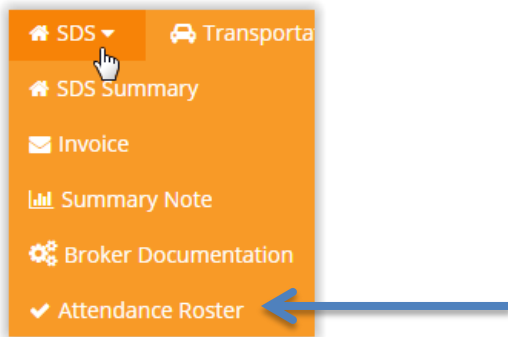 SDS Transporta
SDS Summary
Invoice
Summary Note
Broker Documentation
Attendance Roster